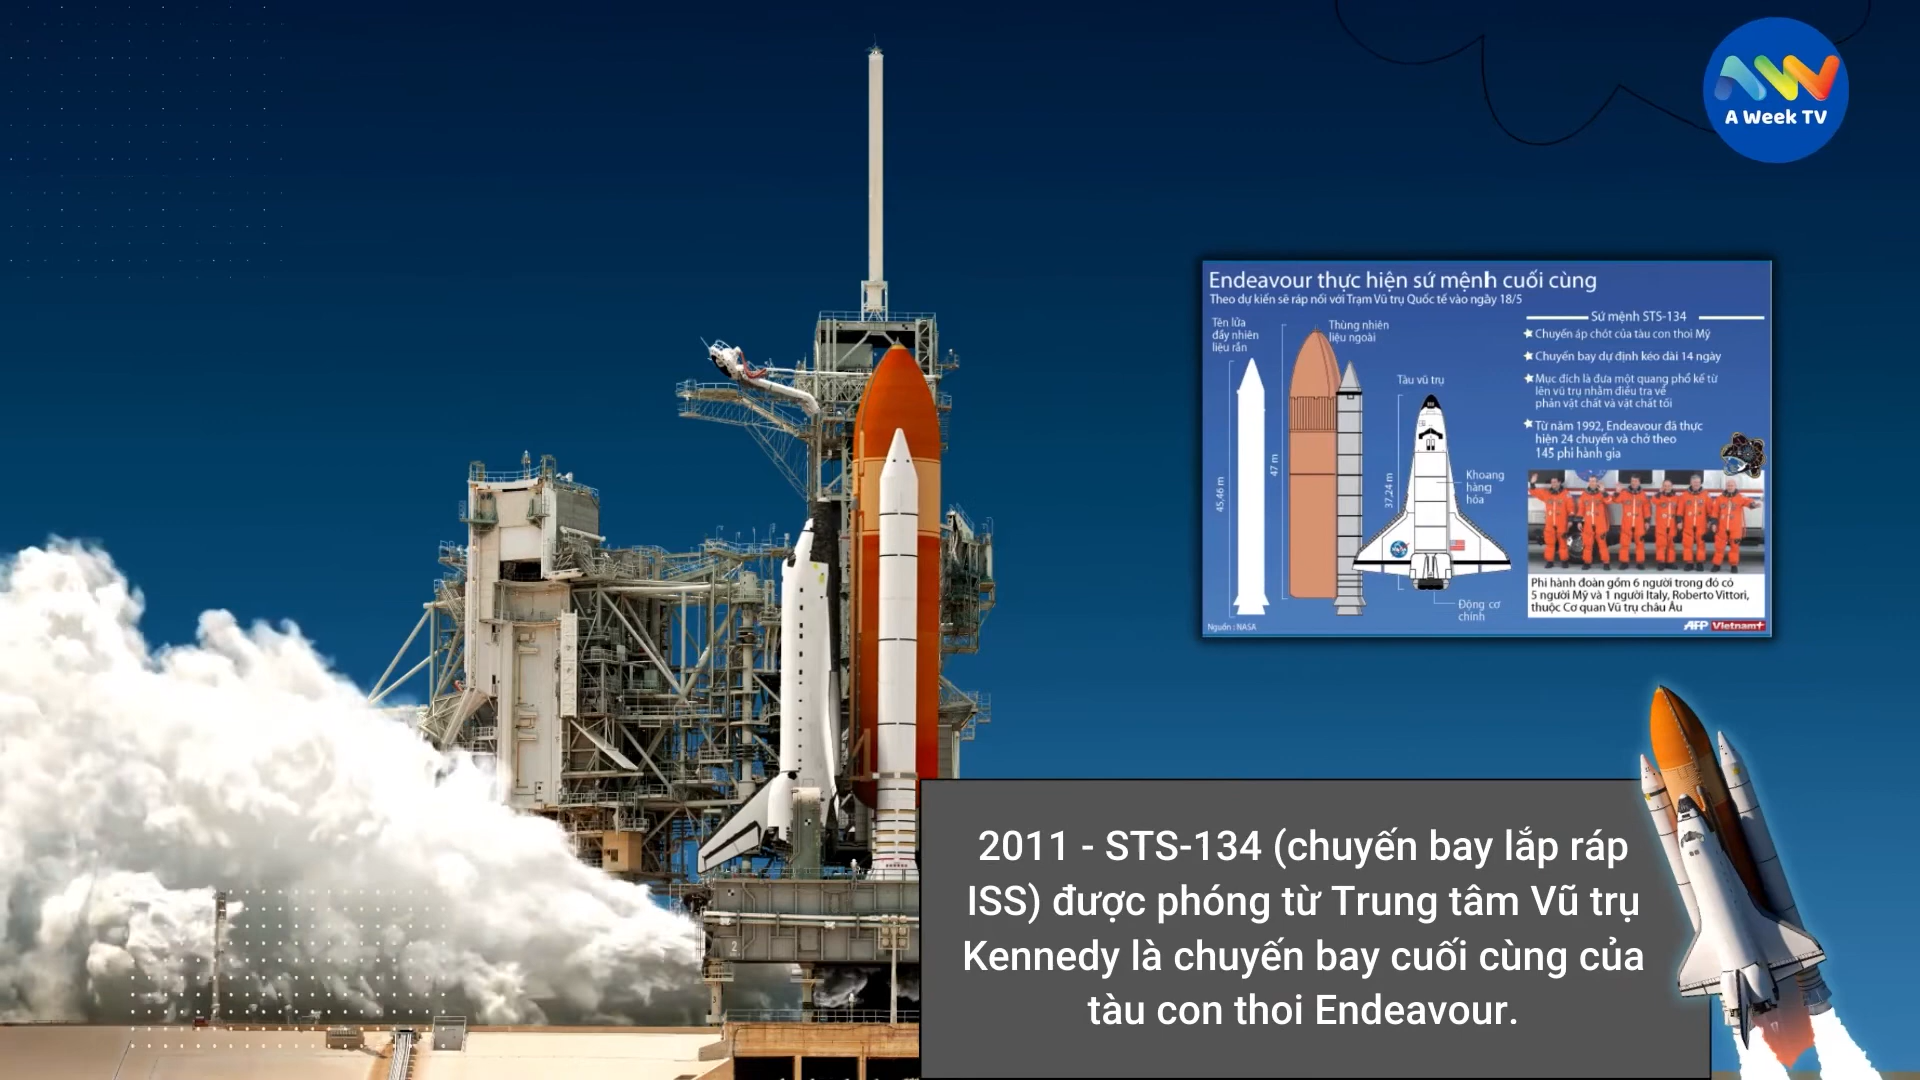 A Week TV
Endeavour thực hiện sứ mệnh cuối cùng
Theo dự kiến sẽ ráp nối với Trạm Vũ trụ Quốc tế vào ngày 18/5
Tên lửa
đẩy nhiên
liệu rắn
Thùng nhiên
liệu ngoài
Tàu vũ trụ
45,46 m
47 m
37,24 m
Khoang
hàng
hóa
Động cơ
chính
Nguồn : NASA
Sứ mệnh STS-134
Chuyến áp chót của tàu con thoi Mỹ
Chuyến bay dự định kéo dài 14 ngày
Mục đích là đưa một quang phổ kế từ
lên vũ trụ nhằm điều tra về
phản vật chất và vật chất tối
Từ năm 1992, Endeavour đã thực
hiện 24 chuyến và chở theo
145 phi hành gia
Phi hành đoàn gồm 6 người trong đó có
5 người Mỹ và 1 người Italy, Roberto Vittori,
thuộc Cơ quan Vũ trụ châu Âu
AFP Vietnam+
2011 - STS-134 (chuyến bay lắp ráp
ISS) được phóng từ Trung tâm Vũ trụ
Kennedy là chuyến bay cuối cùng của
tàu con thoi Endeavour.
2
3